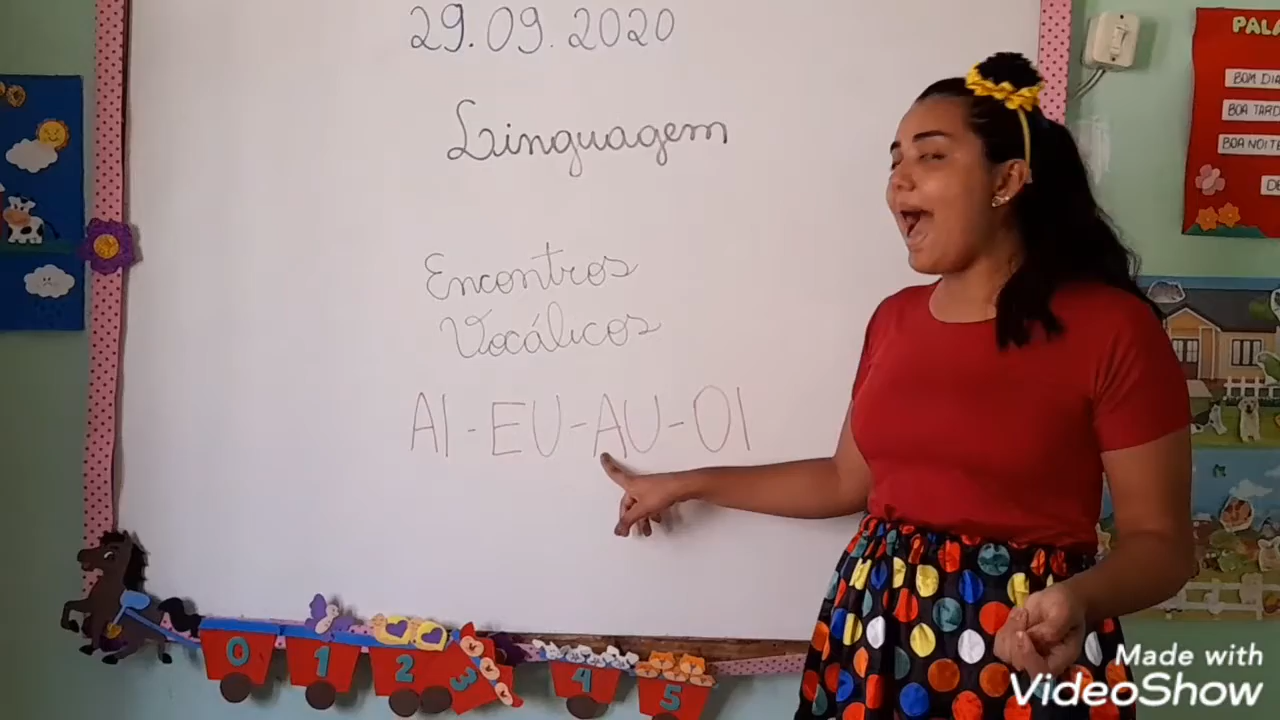 29.09.2020
Linguagem
Encontros
Vocálicos
AI-EU-AU-OI
BOM DIA
BOA TARD
BOA NOITE
0 1 2 3 4 5
Made with
VideoShow